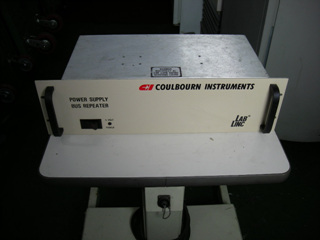 COULBOURN INSTRUMENTS
POWER SUPPLY
BUS REPEATER
LAB
LINC